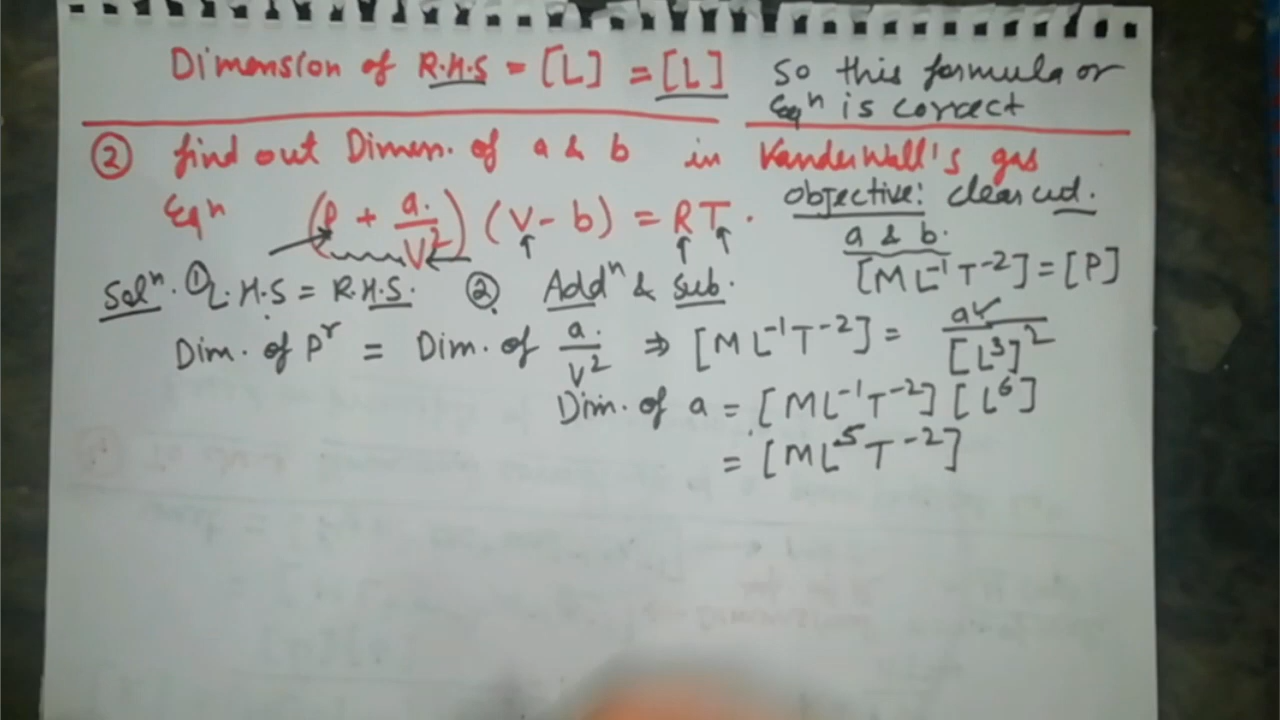 Dimension of R.H.S = [L] = [L] So this formula or
Eqⁿ is correct
② find out Dimen. of a & b in VanderWall's gas
Eqⁿ (P + a/V²) (V - b) = RT. Objective: clear cut.
a & b.
[ML⁻¹T⁻²] = [P]
Solⁿ. ① L.H.S = R.H.S. ② Addⁿ & Sub.
Dim. of Pʳ = Dim. of a/V² ⇒ [ML⁻¹T⁻²] = a/[L³]²
Dim. of a = [ML⁻¹T⁻²] [L⁶]
= [ML⁵T⁻²]